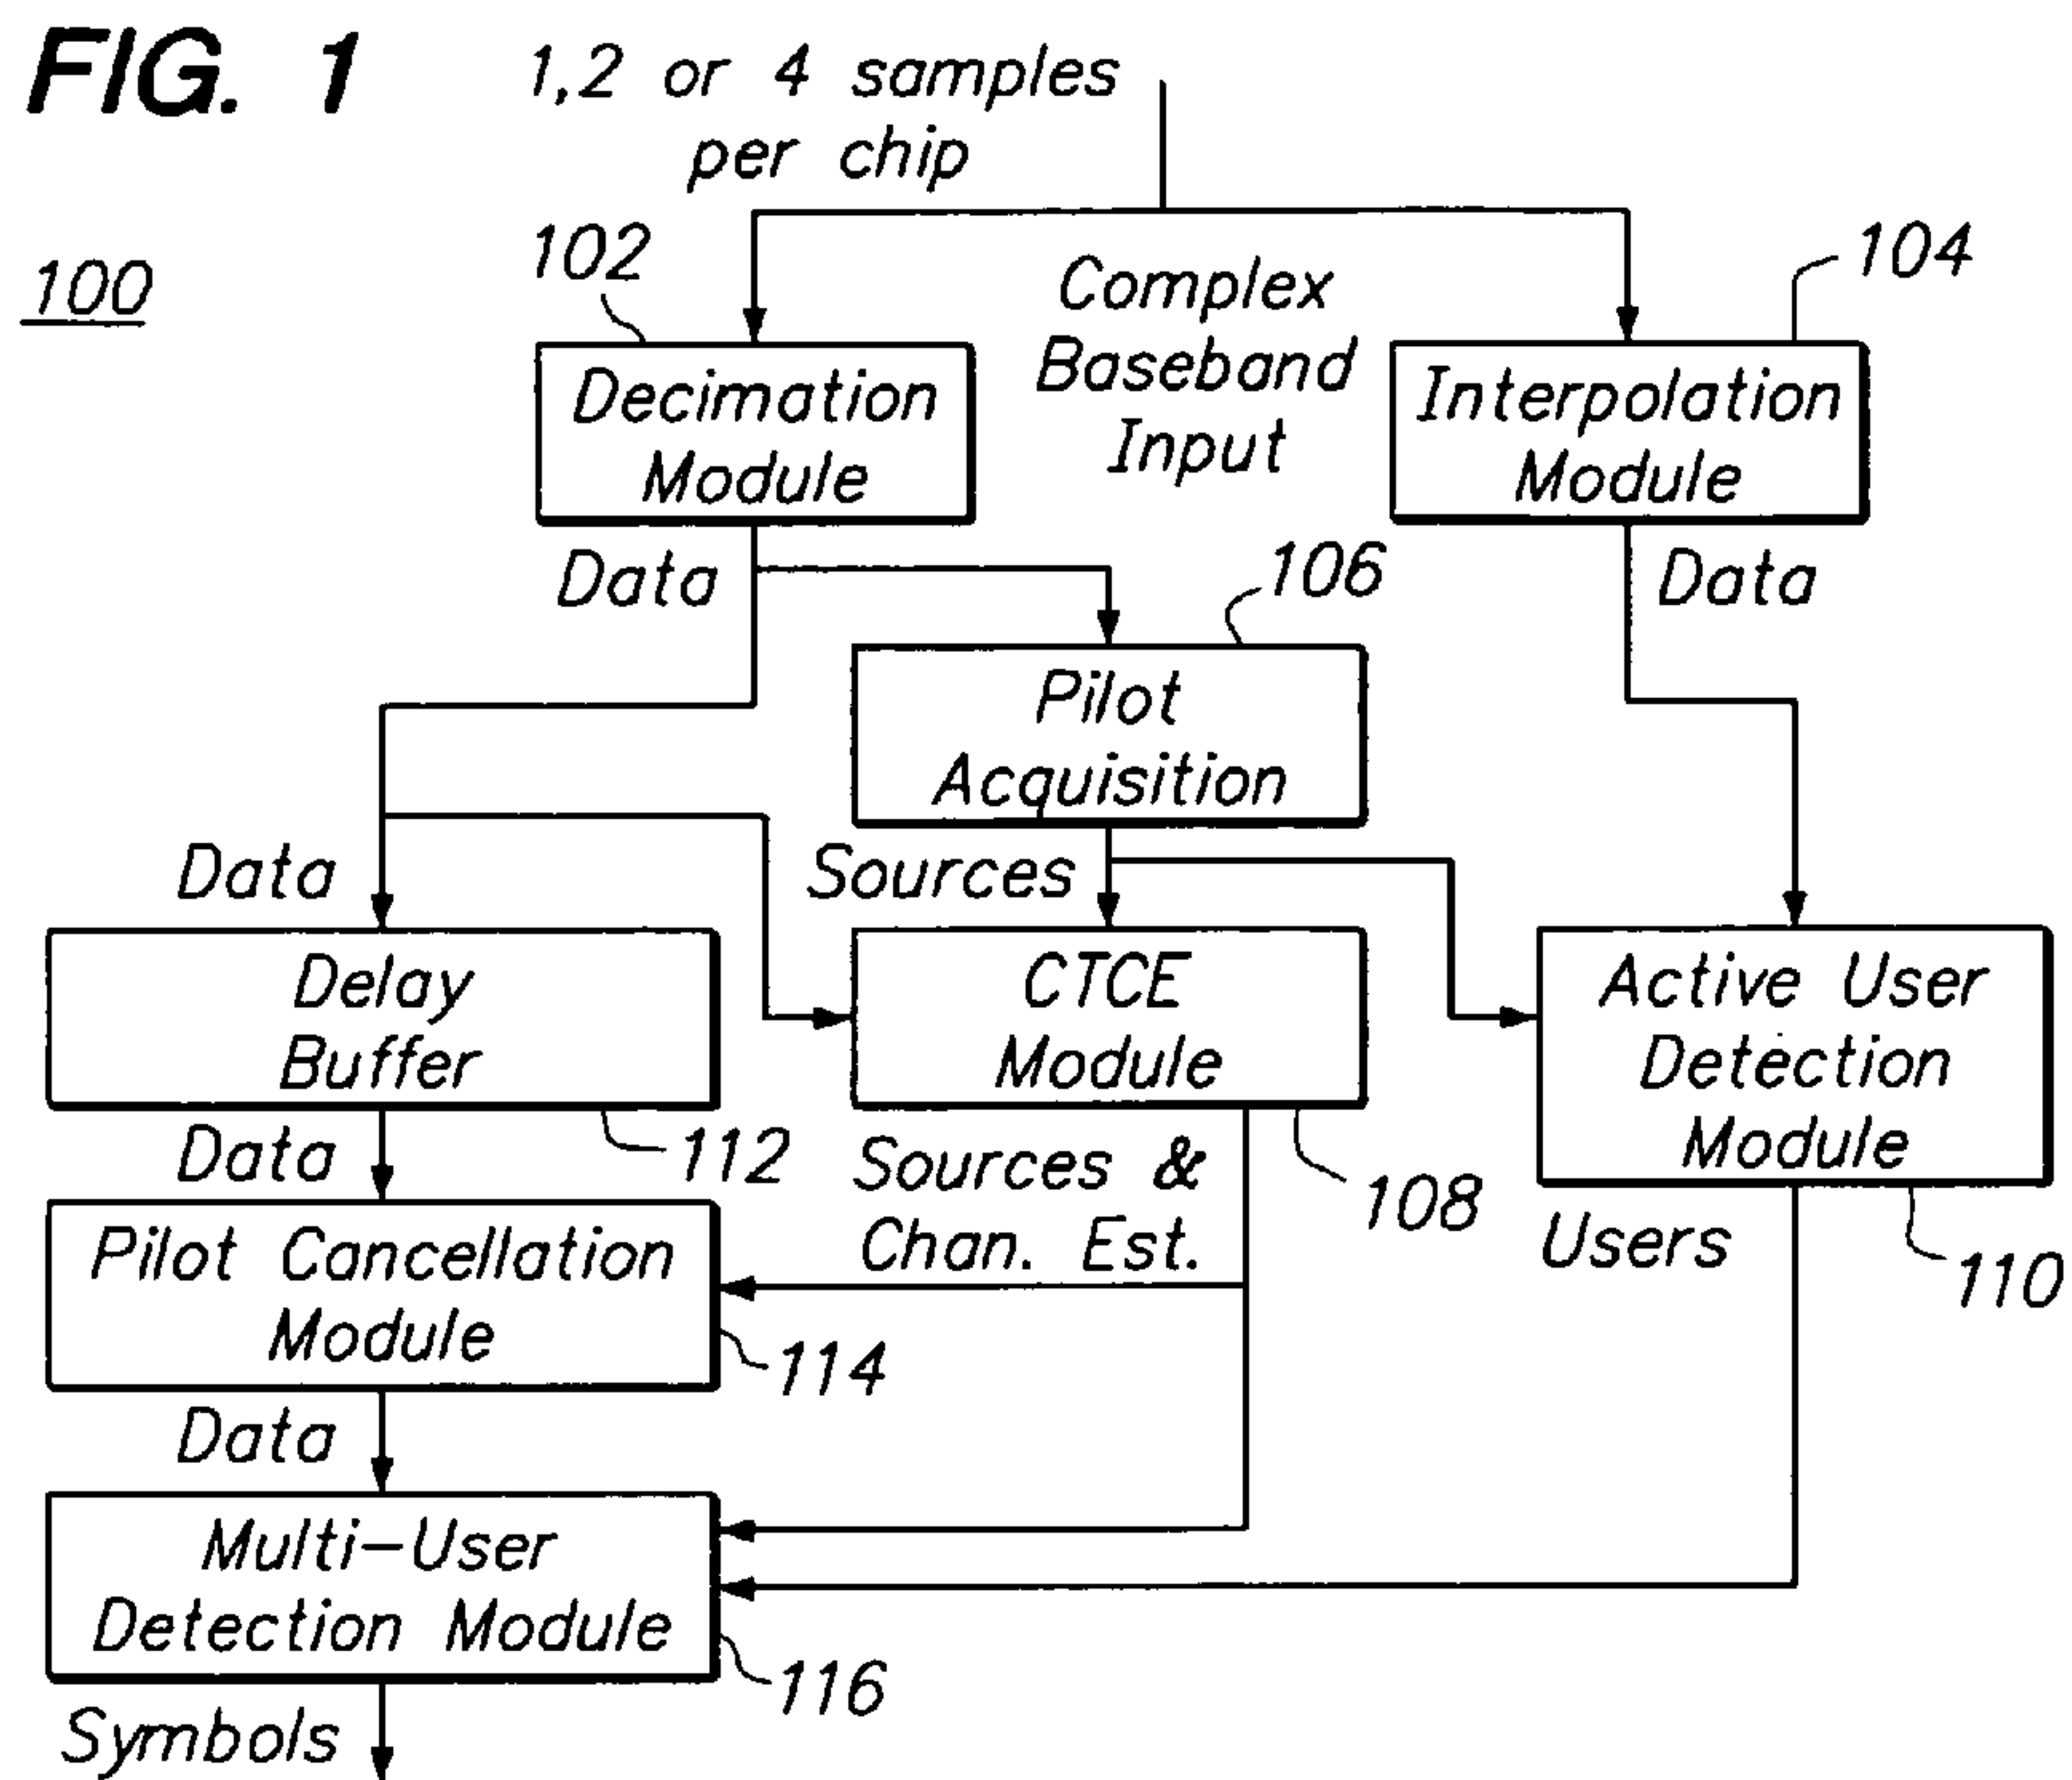 FIG. 1
1,2 or 4 samples
per chip
100
102
104
Complex
Baseband
Input
Decimation
Module
Interpolation
Module
Data
106
Data
Pilot
Acquisition
Data
Sources
Delay
Buffer
CTCE
Module
Active User
Detection
Module
Data
112
Sources &
Chan. Est.
108
Users
110
Pilot Cancellation
Module
114
Data
Multi-User
Detection Module
116
Symbols